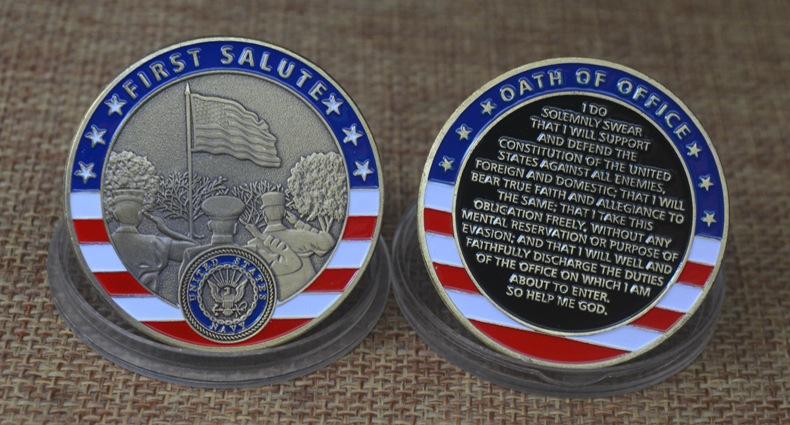 FIRST SALUTE
UNITED STATES
NAVY
OATH OF OFFICE
I DO
SOLEMNLY SWEAR
THAT I WILL SUPPORT
AND DEFEND THE
CONSTITUTION OF THE UNITED
STATES AGAINST ALL ENEMIES,
FOREIGN AND DOMESTIC; THAT I WILL
BEAR TRUE FAITH AND ALLEGIANCE TO
THE SAME; THAT I TAKE THIS
OBLIGATION FREELY, WITHOUT ANY
MENTAL RESERVATION OR PURPOSE OF
EVASION; AND THAT I WILL WELL AND
FAITHFULLY DISCHARGE THE DUTIES
OF THE OFFICE ON WHICH I AM
ABOUT TO ENTER.
SO HELP ME GOD.